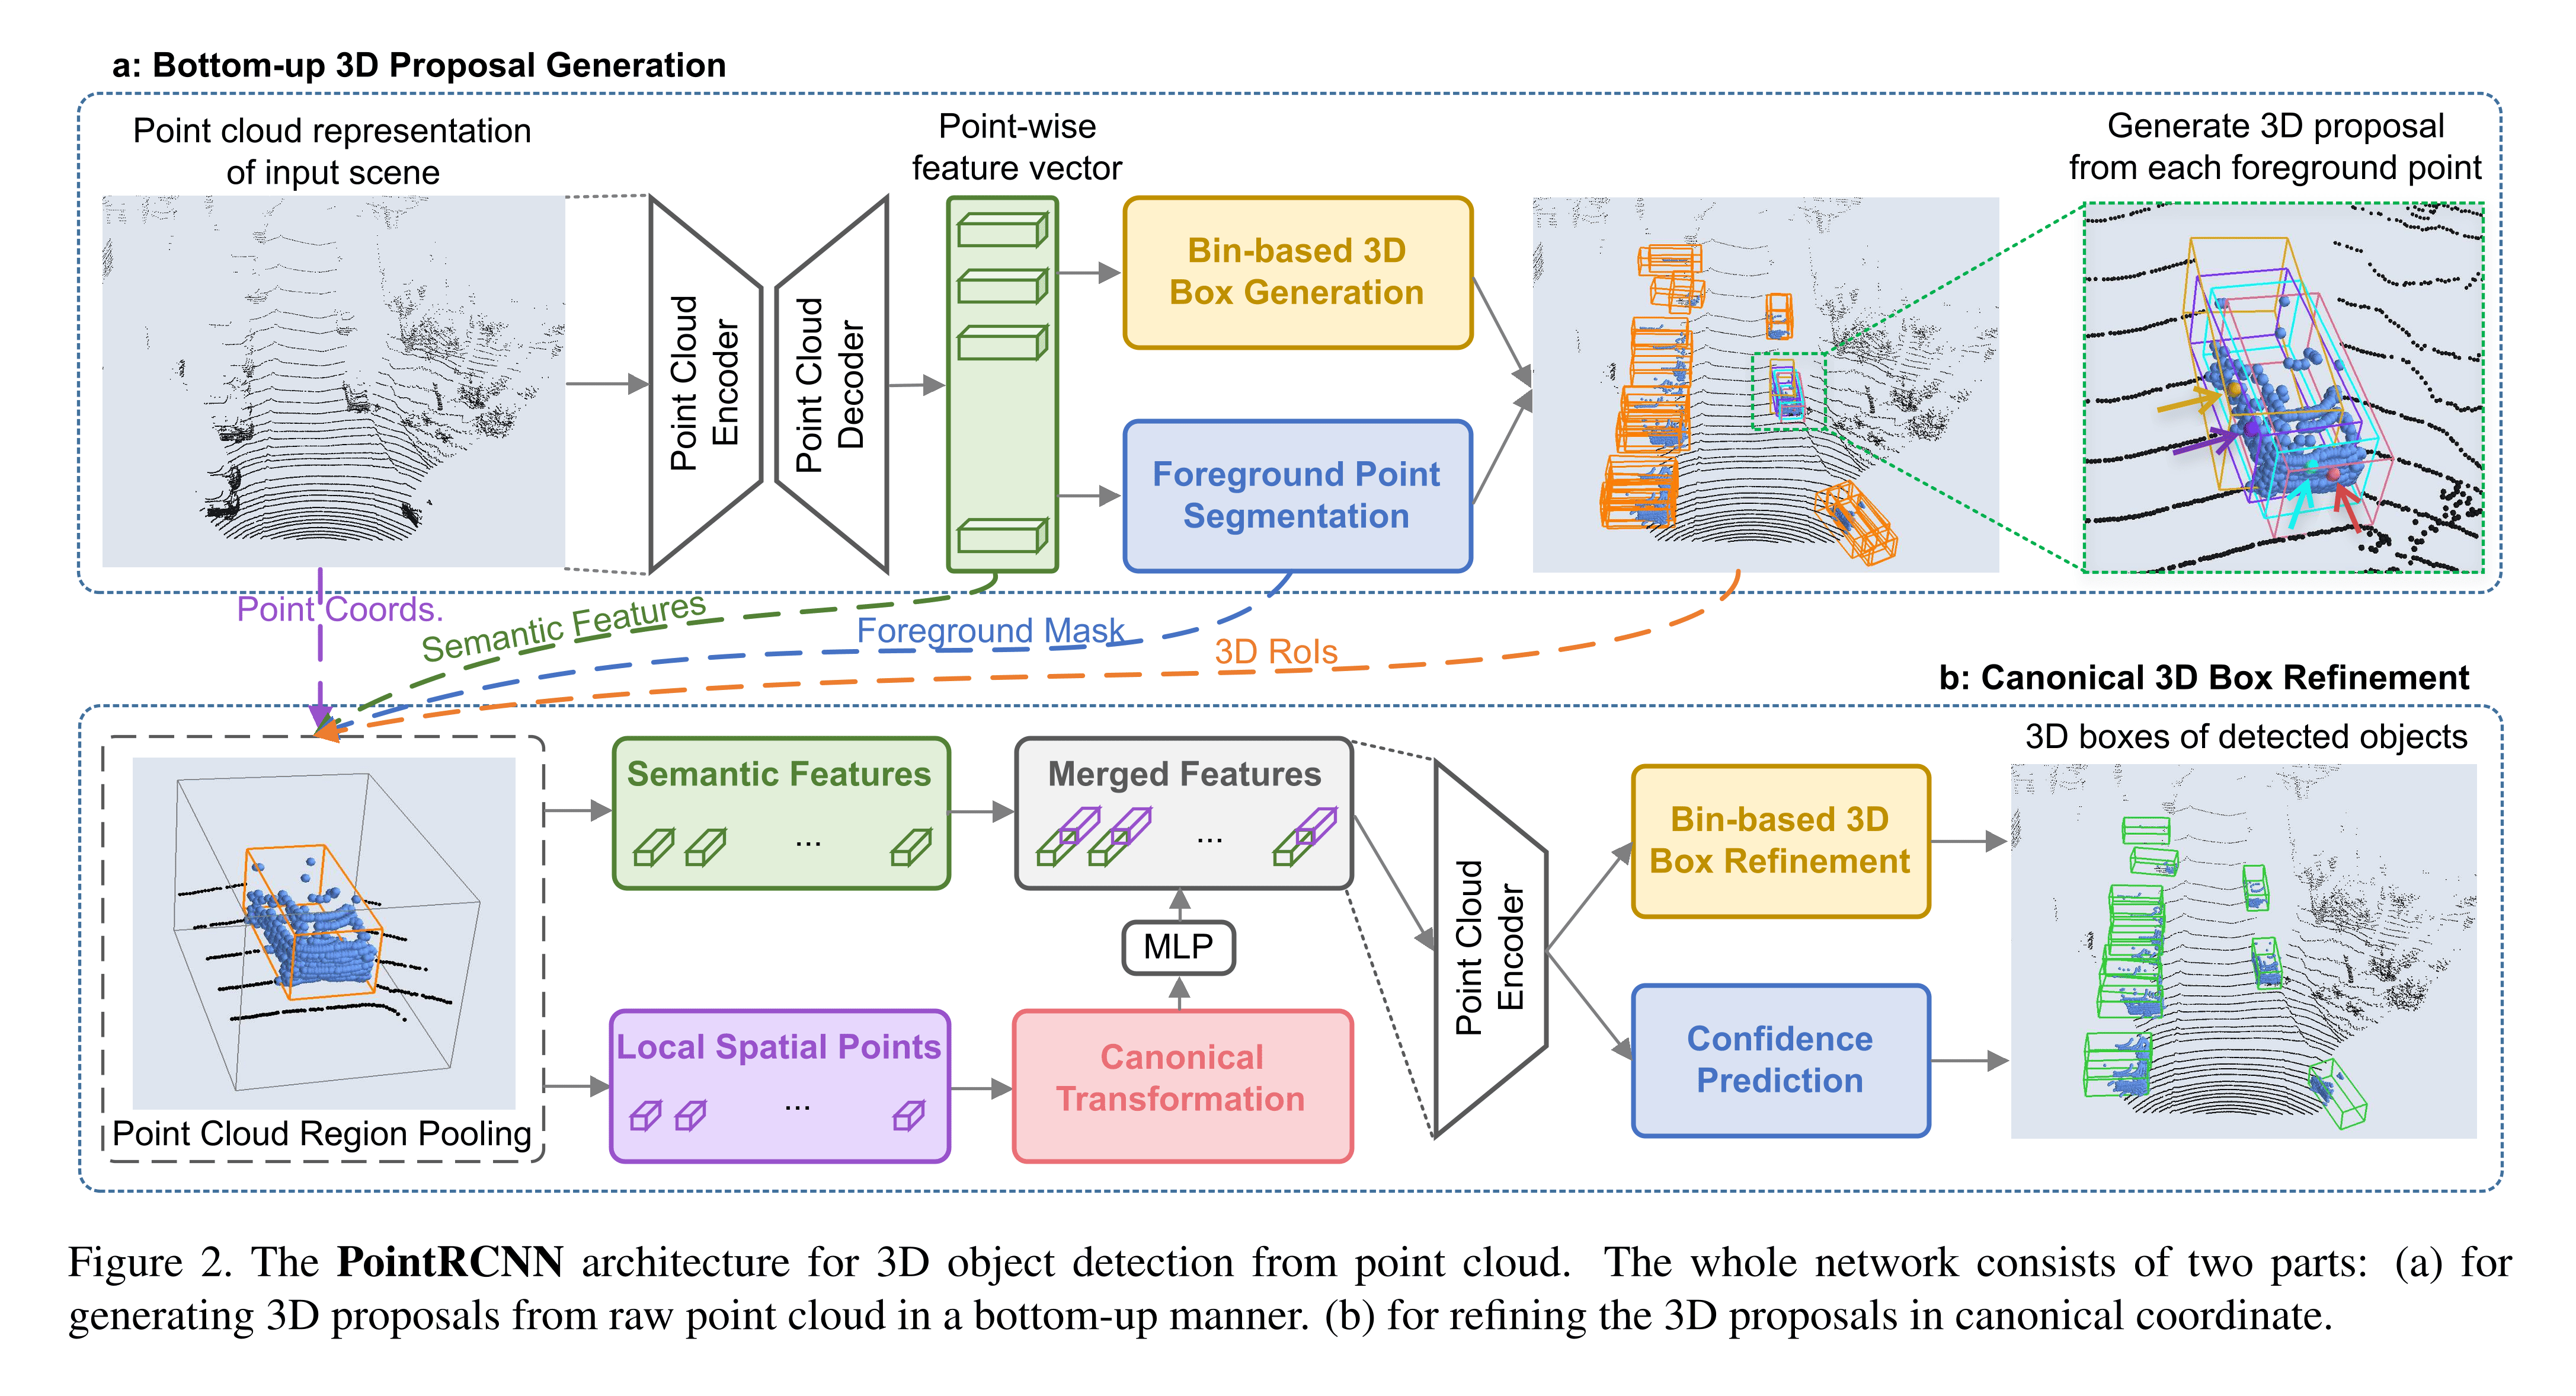 a: Bottom-up 3D Proposal Generation
Point cloud representation
of input scene
Point Cloud
Encoder
Point Cloud
Decoder
Point-wise
feature vector
Bin-based 3D
Box Generation
Foreground Point
Segmentation
Generate 3D proposal
from each foreground point
Point Coords.
Semantic Features
Foreground Mask
3D RoIs
b: Canonical 3D Box Refinement
Point Cloud Region Pooling
Semantic Features
...
Local Spatial Points
...
Merged Features
...
MLP
Canonical
Transformation
Point Cloud
Encoder
Bin-based 3D
Box Refinement
Confidence
Prediction
3D boxes of detected objects
Figure 2. The PointRCNN architecture for 3D object detection from point cloud. The whole network consists of two parts: (a) for
generating 3D proposals from raw point cloud in a bottom-up manner. (b) for refining the 3D proposals in canonical coordinate.